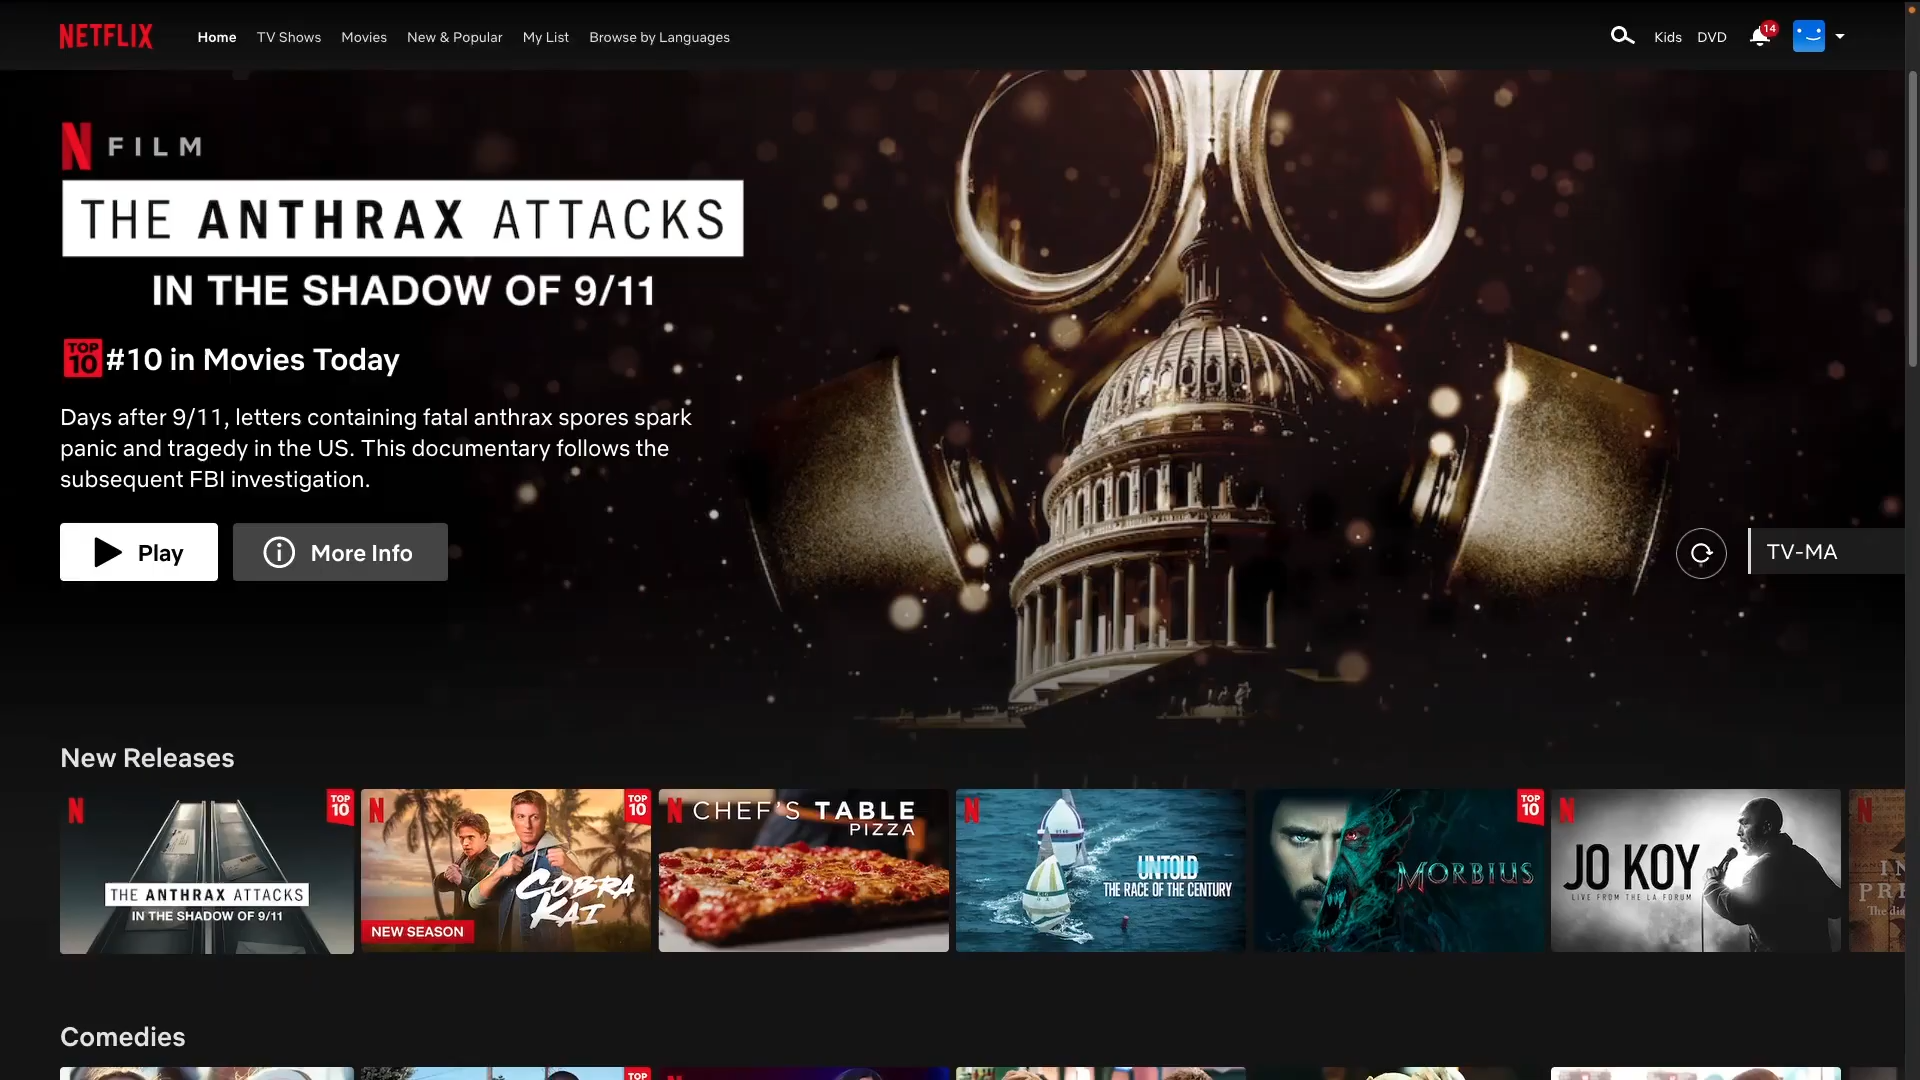 NETFLIX
Home TV Shows Movies New & Popular My List Browse by Languages
Kids DVD 14
N FILM
THE ANTHRAX ATTACKS
IN THE SHADOW OF 9/11
TOP 10 #10 in Movies Today
Days after 9/11, letters containing fatal anthrax spores spark
panic and tragedy in the US. This documentary follows the
subsequent FBI investigation.
Play
More Info
TV-MA
New Releases
N
TOP 10
THE ANTHRAX ATTACKS
IN THE SHADOW OF 9/11
N
TOP 10
COBRA
KAI
NEW SEASON
N
CHEF'S TABLE
PIZZA
N
UNTOLD
THE RACE OF THE CENTURY
TOP 10
MORBIUS
N
JO KOY
LIVE FROM THE LA FORUM
N
Comedies
TOP